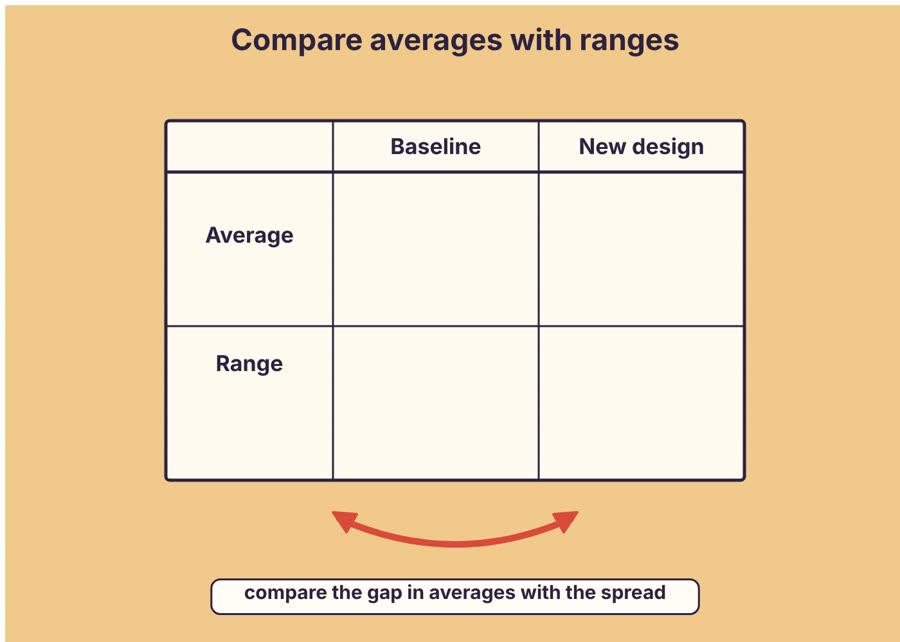 Compare averages with ranges
Baseline New design
Average
Range
compare the gap in averages with the spread